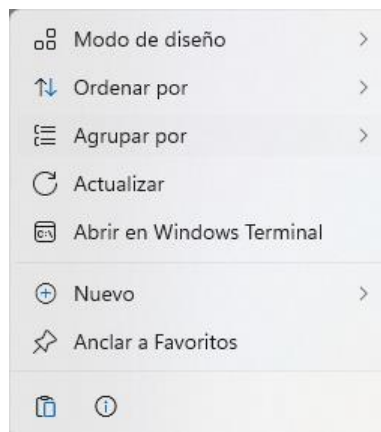 Modo de diseño
Ordenar por
Agrupar por
Actualizar
Abrir en Windows Terminal
Nuevo
Anclar a Favoritos